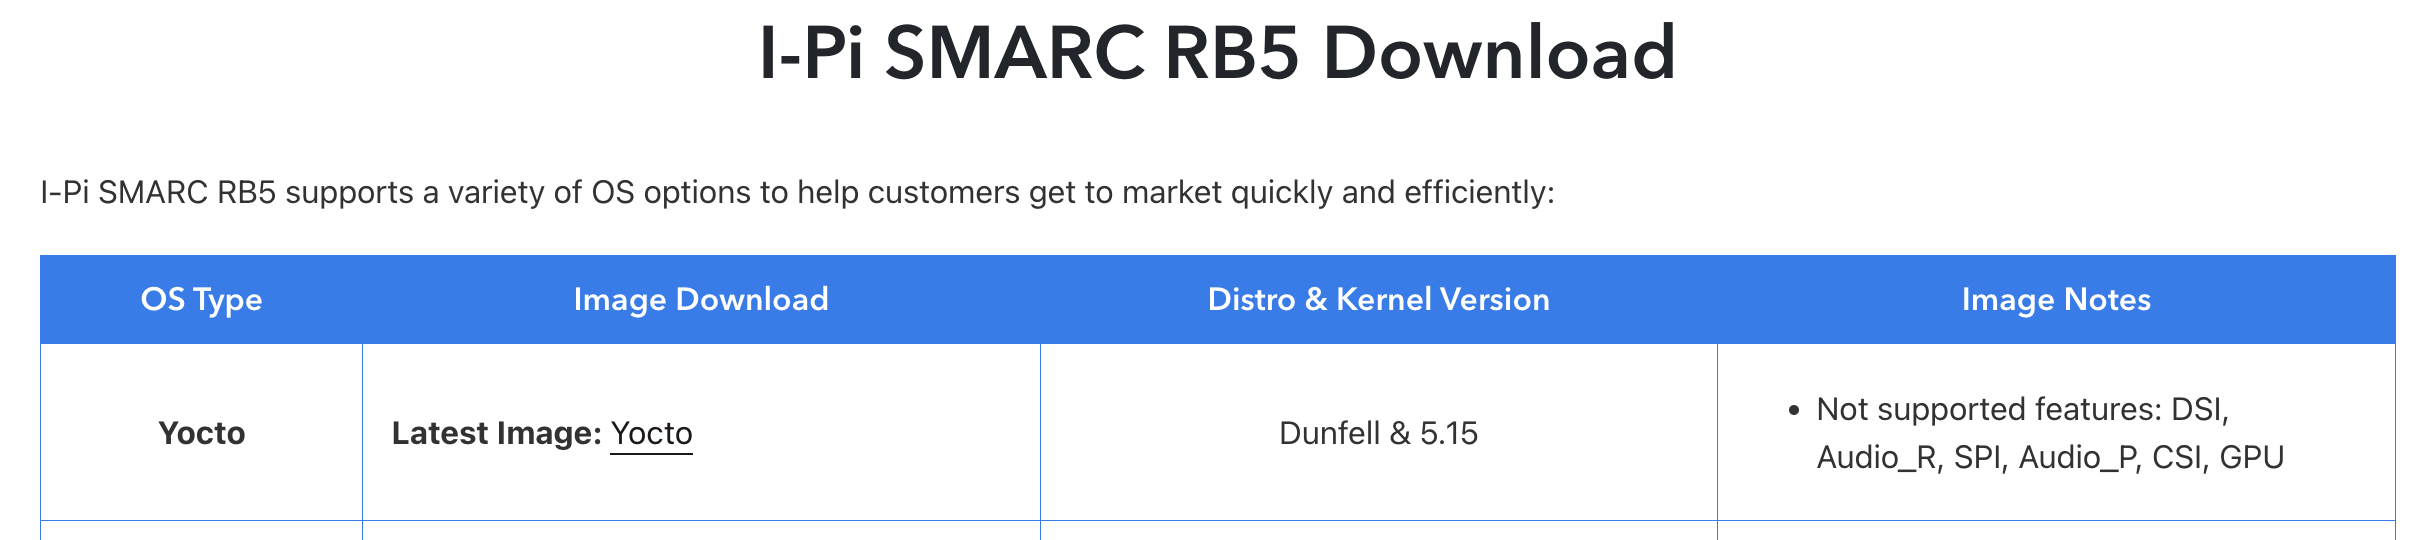 I-Pi SMARC RB5 Download
I-Pi SMARC RB5 supports a variety of OS options to help customers get to market quickly and efficiently:
OS Type
Image Download
Distro & Kernel Version
Image Notes
Yocto
Latest Image: Yocto
Dunfell & 5.15
• Not supported features: DSI,
Audio_R, SPI, Audio_P, CSI, GPU